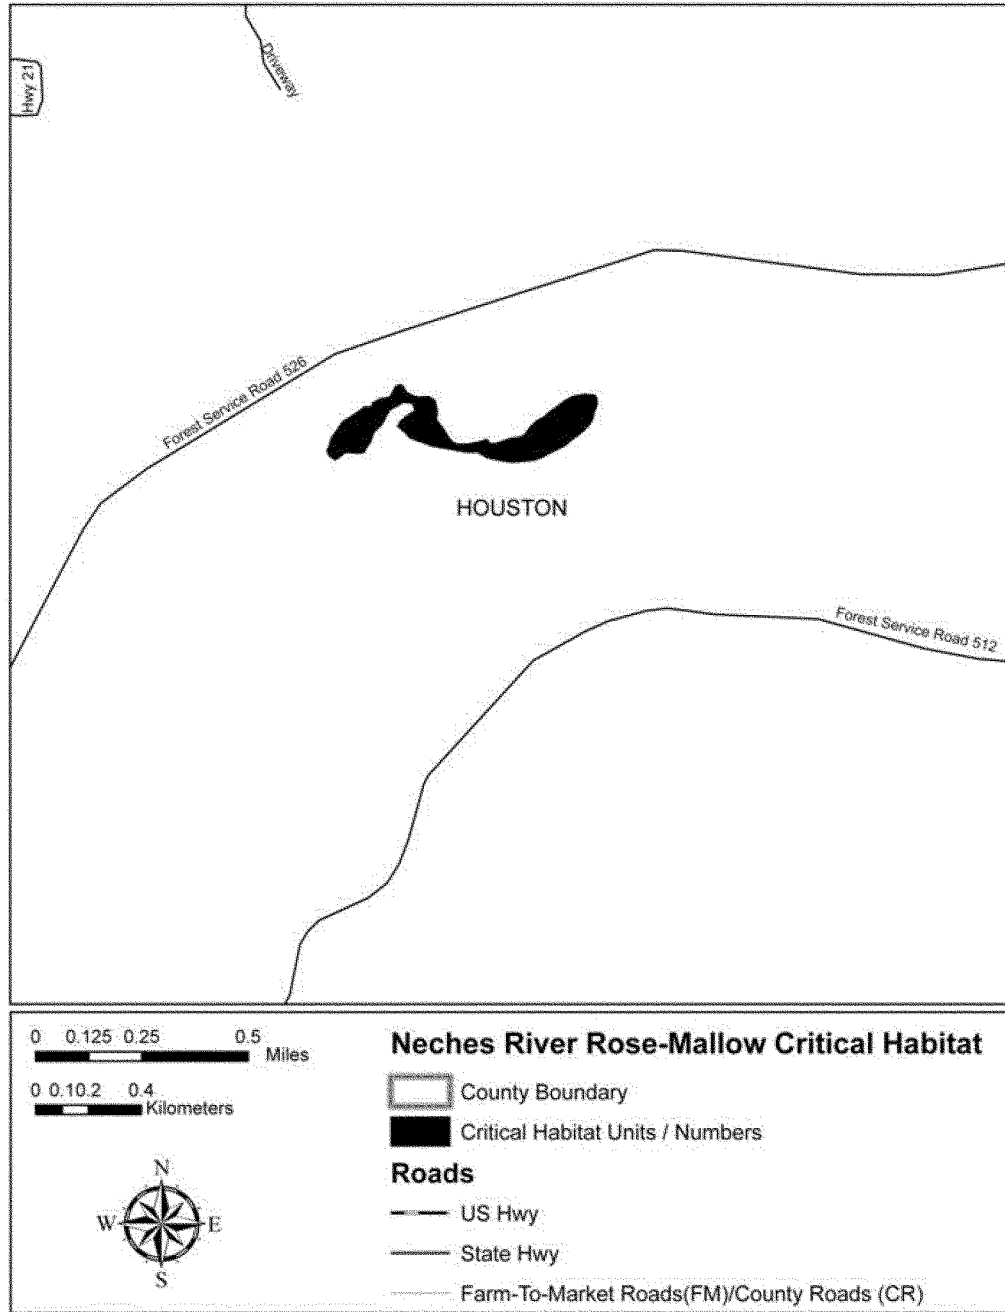 Driveway
Hwy 21
Forest Service Road 526
HOUSTON
Forest Service Road 512
0 0.125 0.25 0.5
Miles
0 0.10.2 0.4
Kilometers
N
W E
S
Neches River Rose-Mallow Critical Habitat
County Boundary
Critical Habitat Units / Numbers
Roads
US Hwy
State Hwy
Farm-To-Market Roads(FM)/County Roads (CR)